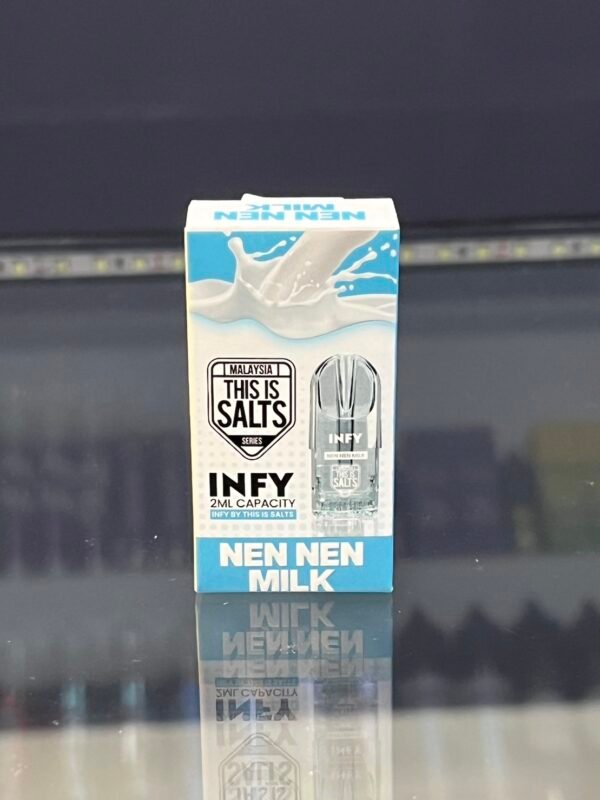 NEN NEN
MILK
MALAYSIA
THIS IS
SALTS
SERIES
INFY
2ML CAPACITY
INFY BY THIS IS SALTS
INFY
NEN NEN MILK
MALAYSIA
THIS IS
SALTS
NEN NEN
MILK